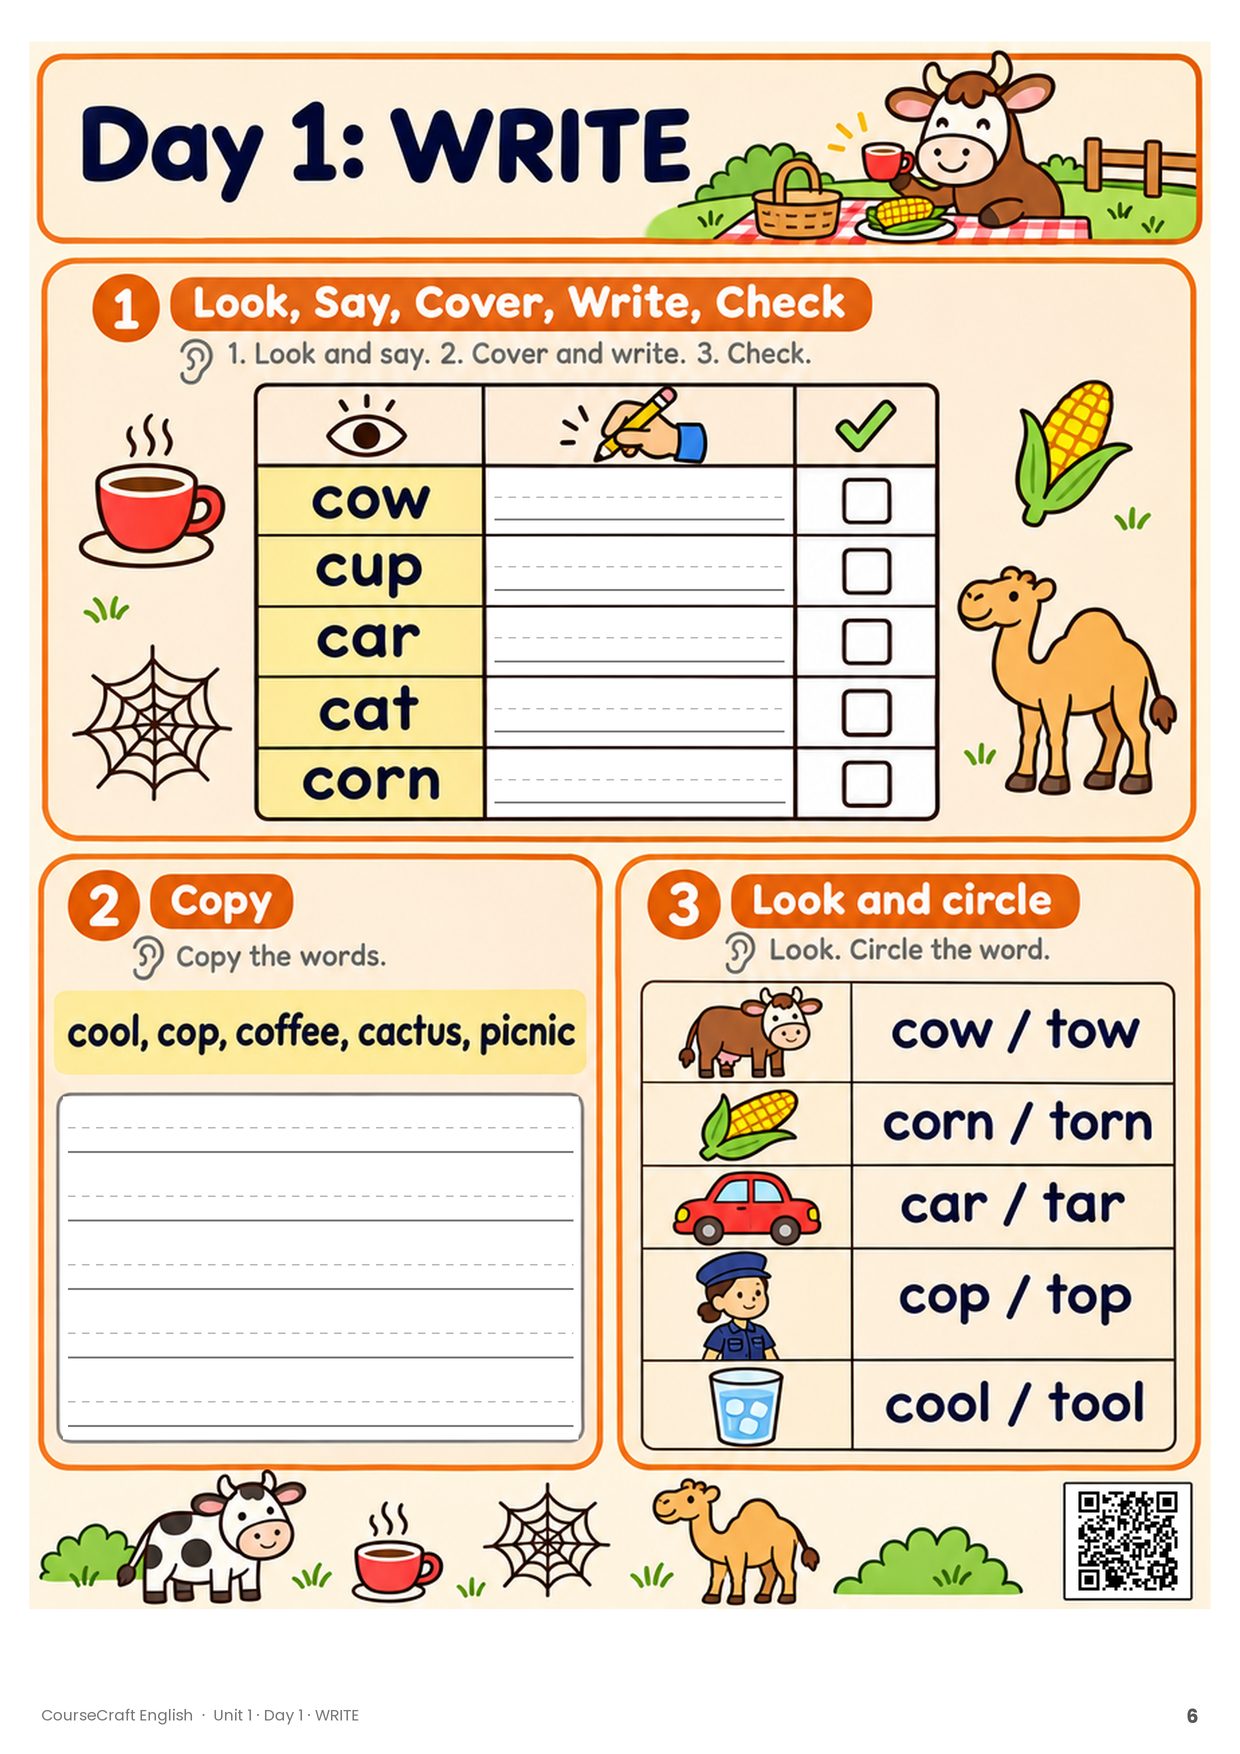 Day 1: WRITE
1 Look, Say, Cover, Write, Check
1. Look and say. 2. Cover and write. 3. Check.
cow
cup
car
cat
corn
2 Copy
Copy the words.
cool, cop, coffee, cactus, picnic
3 Look and circle
Look. Circle the word.
cow / tow
corn / torn
car / tar
cop / top
cool / tool
CourseCraft English · Unit 1 · Day 1 · WRITE
6